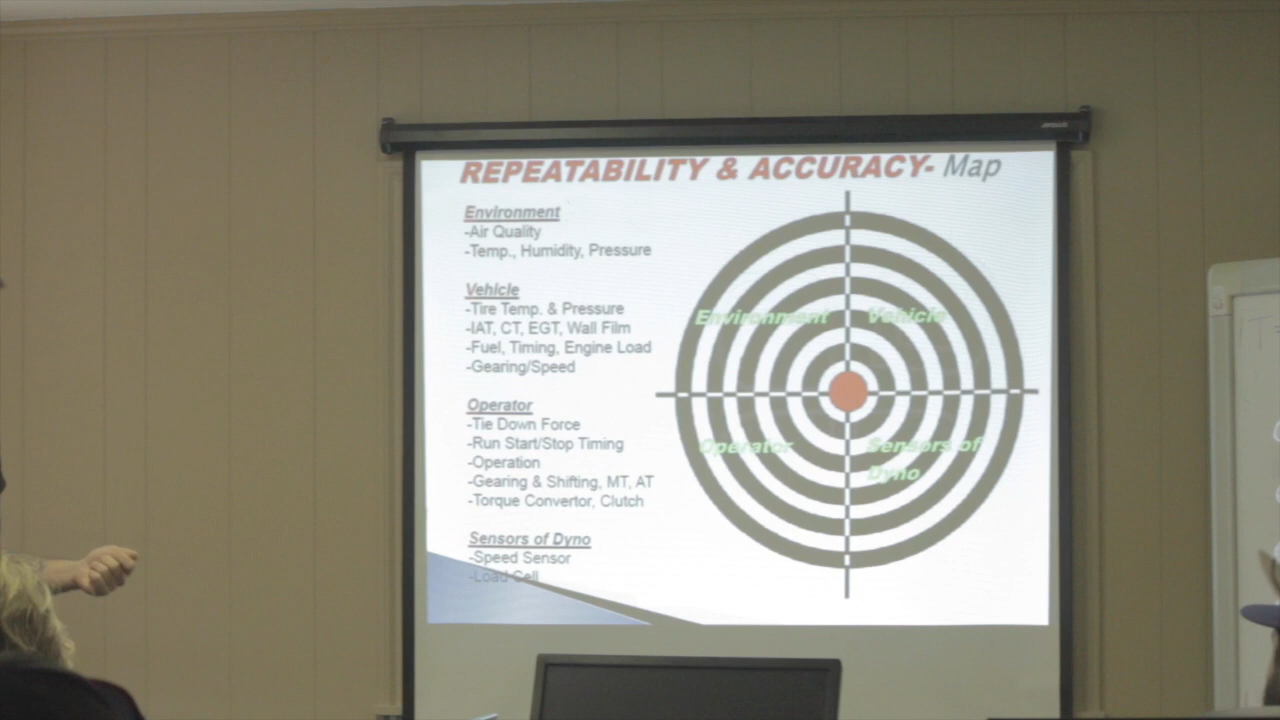 REPEATABILITY & ACCURACY- Map
Environment
-Air Quality
-Temp., Humidity, Pressure
Vehicle
-Tire Temp. & Pressure
-IAT, CT, EGT, Wall Film
-Fuel, Timing, Engine Load
-Gearing/Speed
Operator
-Tie Down Force
-Run Start/Stop Timing
-Operation
-Gearing & Shifting, MT, AT
-Torque Convertor, Clutch
Sensors of Dyno
-Speed Sensor
-Load Cell
Environment
Vehicle
Operator
Sensors of
Dyno